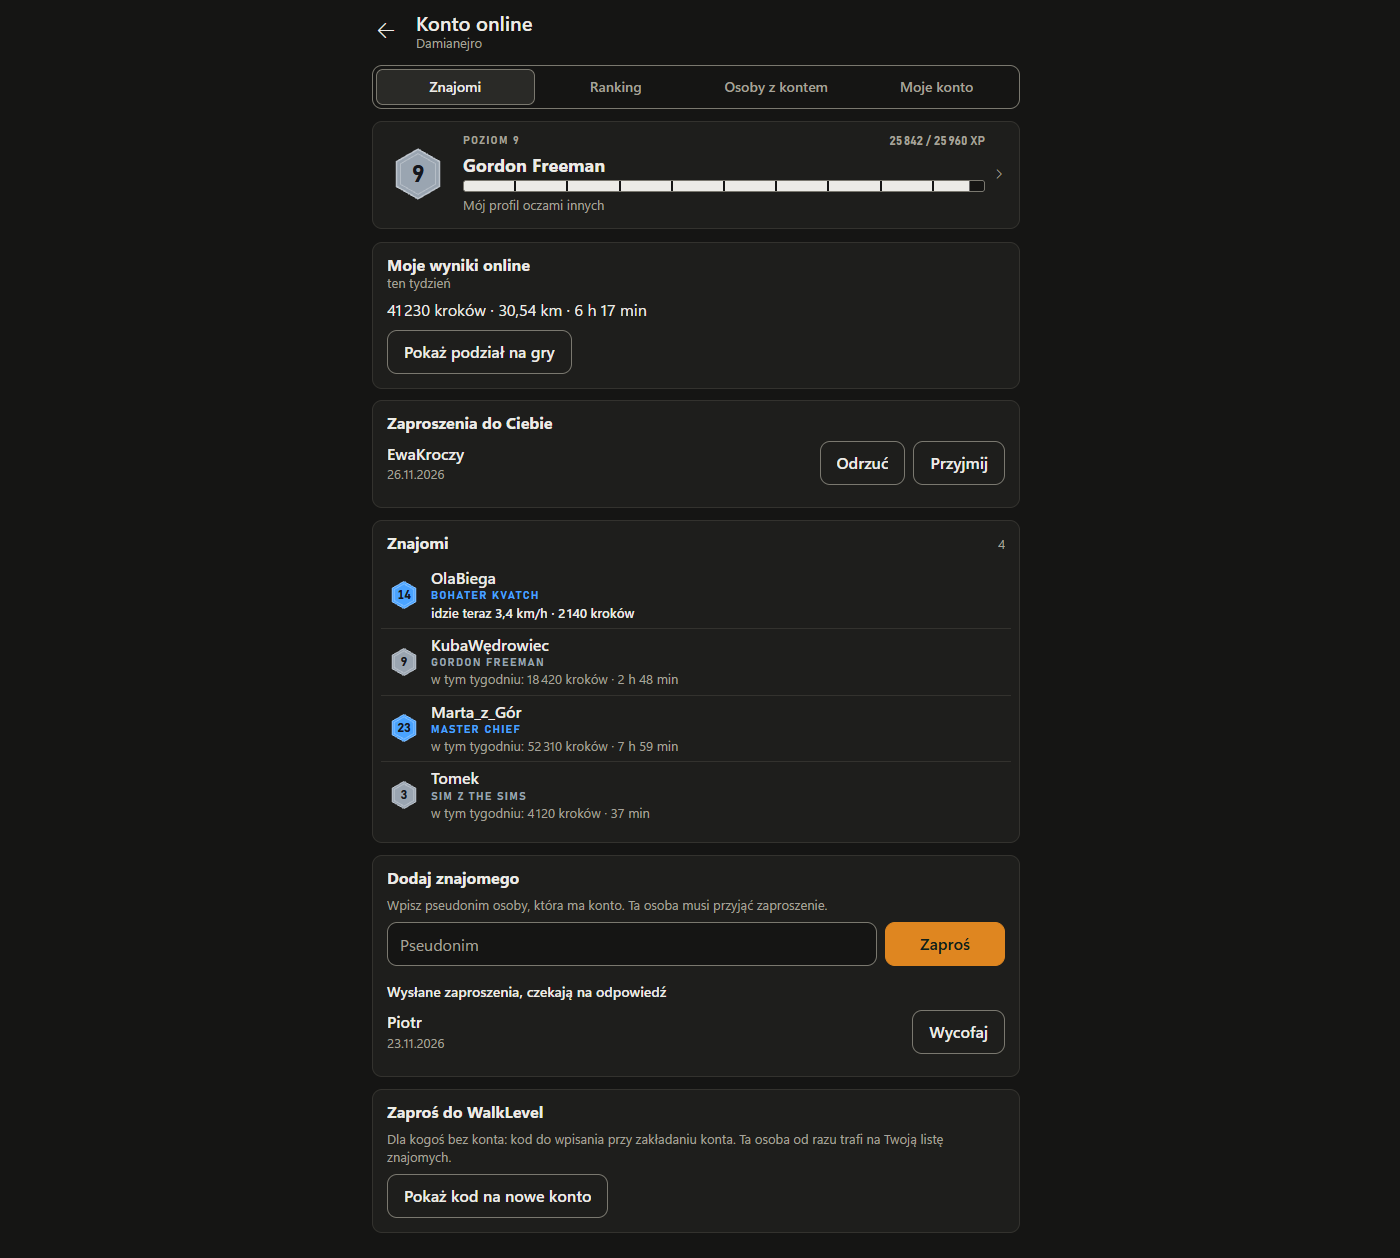 Konto online
Damianejro
Znajomi
Ranking
Osoby z kontem
Moje konto
POZIOM 9
25 842 / 25 960 XP
9
Gordon Freeman
Mój profil oczami innych
Moje wyniki online
ten tydzień
41 230 kroków · 30,54 km · 6 h 17 min
Pokaż podział na gry
Zaproszenia do Ciebie
EwaKroczy
26.11.2026
Odrzuć
Przyjmij
Znajomi
4
14
OlaBiega
BOHATER KVATCH
idzie teraz 3,4 km/h · 2140 kroków
9
KubaWędrowiec
GORDON FREEMAN
w tym tygodniu: 18 420 kroków · 2 h 48 min
23
Marta_z_Gór
MASTER CHIEF
w tym tygodniu: 52 310 kroków · 7 h 59 min
3
Tomek
SIM Z THE SIMS
w tym tygodniu: 4120 kroków · 37 min
Dodaj znajomego
Wpisz pseudonim osoby, która ma konto. Ta osoba musi przyjąć zaproszenie.
Pseudonim
Zaproś
Wysłane zaproszenia, czekają na odpowiedź
Piotr
23.11.2026
Wycofaj
Zaproś do WalkLevel
Dla kogoś bez konta: kod do wpisania przy zakładaniu konta. Ta osoba od razu trafi na Twoją listę
znajomych.
Pokaż kod na nowe konto